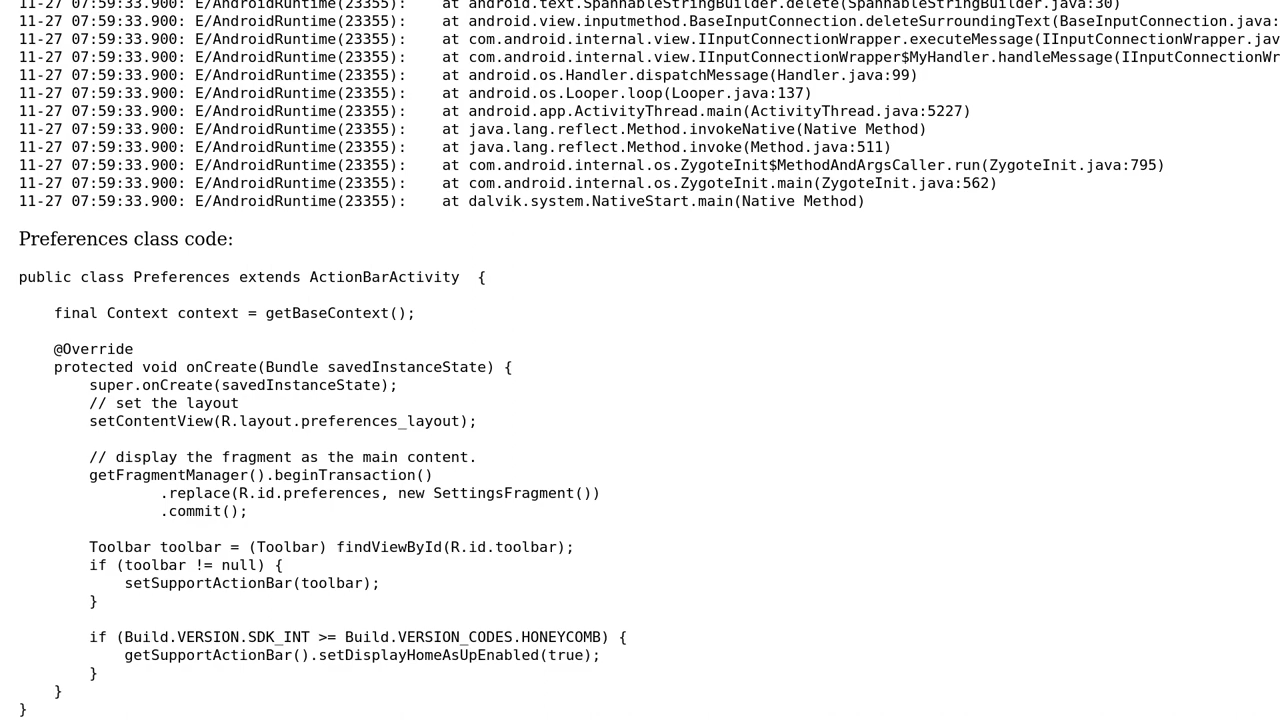 11-27 07:59:33.900: E/AndroidRuntime(23355):    at android.text.SpannableStringBuilder.delete(SpannableStringBuilder.java:30)
11-27 07:59:33.900: E/AndroidRuntime(23355):    at android.view.inputmethod.BaseInputConnection.deleteSurroundingText(BaseInputConnection.java:
11-27 07:59:33.900: E/AndroidRuntime(23355):    at com.android.internal.view.IInputConnectionWrapper.executeMessage(IInputConnectionWrapper.jav
11-27 07:59:33.900: E/AndroidRuntime(23355):    at com.android.internal.view.IInputConnectionWrapper$MyHandler.handleMessage(IInputConnectionWr
11-27 07:59:33.900: E/AndroidRuntime(23355):    at android.os.Handler.dispatchMessage(Handler.java:99)
11-27 07:59:33.900: E/AndroidRuntime(23355):    at android.os.Looper.loop(Looper.java:137)
11-27 07:59:33.900: E/AndroidRuntime(23355):    at android.app.ActivityThread.main(ActivityThread.java:5227)
11-27 07:59:33.900: E/AndroidRuntime(23355):    at java.lang.reflect.Method.invokeNative(Native Method)
11-27 07:59:33.900: E/AndroidRuntime(23355):    at java.lang.reflect.Method.invoke(Method.java:511)
11-27 07:59:33.900: E/AndroidRuntime(23355):    at com.android.internal.os.ZygoteInit$MethodAndArgsCaller.run(ZygoteInit.java:795)
11-27 07:59:33.900: E/AndroidRuntime(23355):    at com.android.internal.os.ZygoteInit.main(ZygoteInit.java:562)
11-27 07:59:33.900: E/AndroidRuntime(23355):    at dalvik.system.NativeStart.main(Native Method)
Preferences class code:
public class Preferences extends ActionBarActivity  {
    final Context context = getBaseContext();
    @Override
    protected void onCreate(Bundle savedInstanceState) {
        super.onCreate(savedInstanceState);
        // set the layout
        setContentView(R.layout.preferences_layout);
        // display the fragment as the main content.
        getFragmentManager().beginTransaction()
                .replace(R.id.preferences, new SettingsFragment())
                .commit();
        Toolbar toolbar = (Toolbar) findViewById(R.id.toolbar);
        if (toolbar != null) {
            setSupportActionBar(toolbar);
        }
        if (Build.VERSION.SDK_INT >= Build.VERSION_CODES.HONEYCOMB) {
            getSupportActionBar().setDisplayHomeAsUpEnabled(true);
        }
    }
}